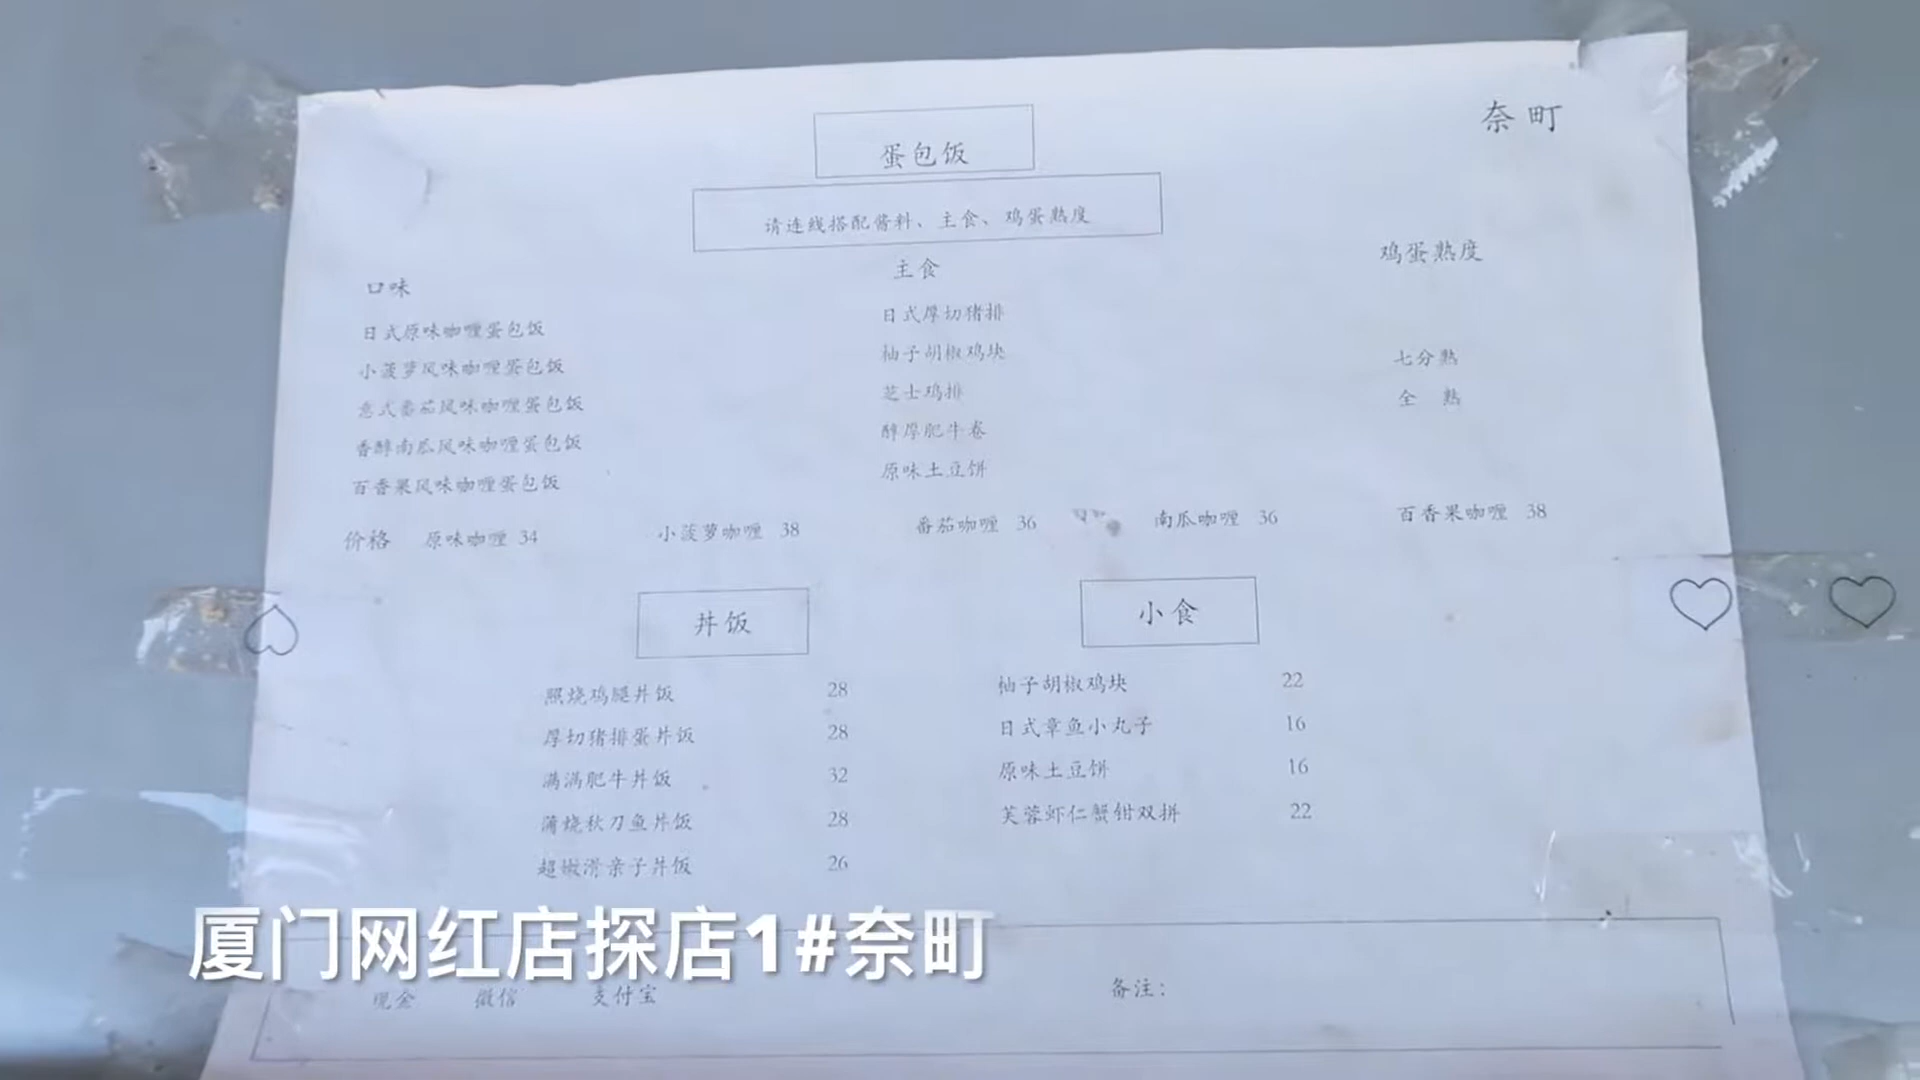 奈町
蛋包饭
请连线搭配酱料、主食、鸡蛋熟度
口味
日式原味咖喱蛋包饭
小菠萝风味咖喱蛋包饭
意式番茄风味咖喱蛋包饭
香醇南瓜风味咖喱蛋包饭
百香果风味咖喱蛋包饭
主食
日式厚切猪排
柚子胡椒鸡块
芝士鸡排
醇厚肥牛卷
原味土豆饼
鸡蛋熟度
七分熟
全 熟
价格 原味咖喱 34 小菠萝咖喱 38 番茄咖喱 36 南瓜咖喱 36 百香果咖喱 38
丼饭
照烧鸡腿丼饭 28
厚切猪排蛋丼饭 28
满满肥牛丼饭 32
蒲烧秋刀鱼丼饭 28
超嫩滑亲子丼饭 26
小食
柚子胡椒鸡块 22
日式章鱼小丸子 16
原味土豆饼 16
芙蓉虾仁蟹钳双拼 22
厦门网红店探店1#奈町
现金 微信 支付宝 备注：